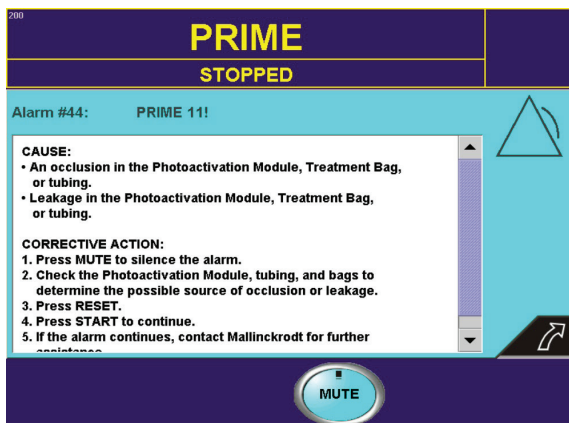 200
PRIME
STOPPED
Alarm #44: PRIME 11!
CAUSE:
• An occlusion in the Photoactivation Module, Treatment Bag,
or tubing.
• Leakage in the Photoactivation Module, Treatment Bag,
or tubing.
CORRECTIVE ACTION:
1. Press MUTE to silence the alarm.
2. Check the Photoactivation Module, tubing, and bags to
determine the possible source of occlusion or leakage.
3. Press RESET.
4. Press START to continue.
5. If the alarm continues, contact Mallinckrodt for further
MUTE